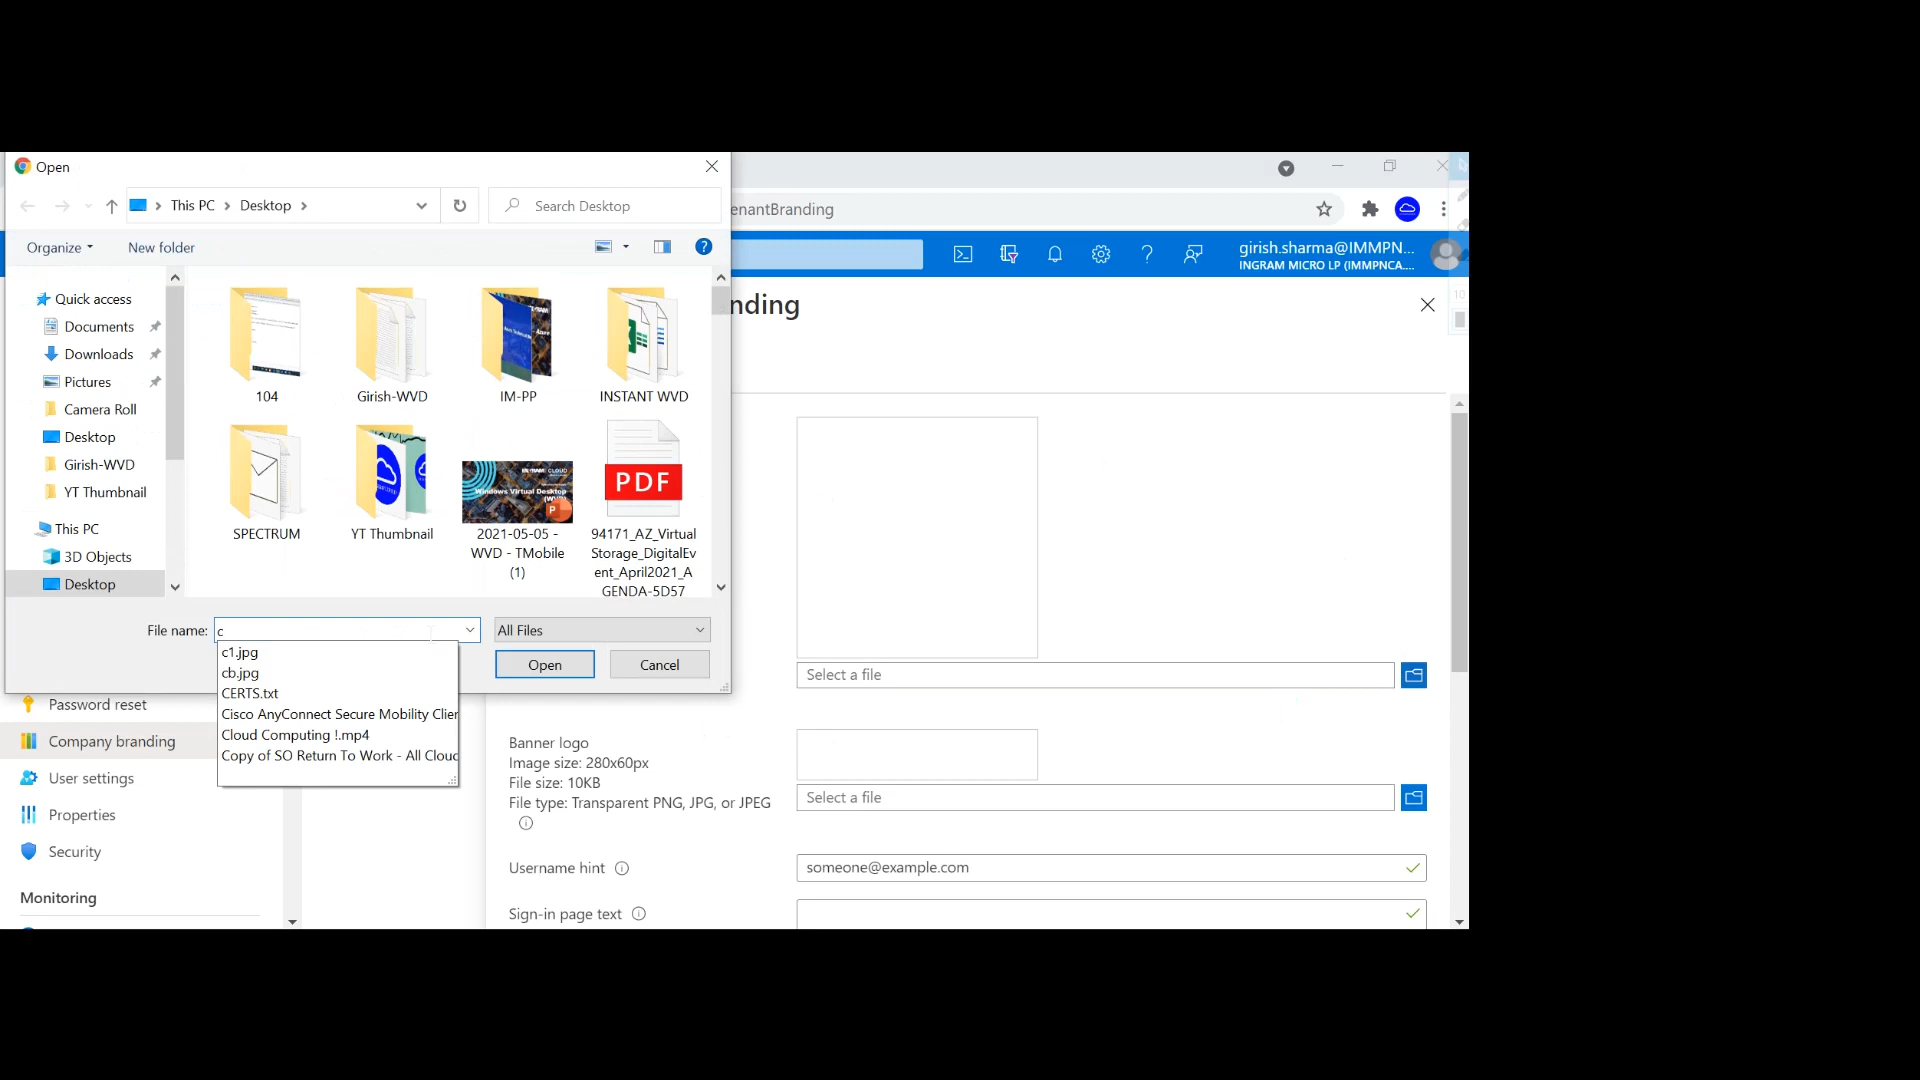 Open
This PC
Desktop
Search Desktop
Organize
New folder
Quick access
Documents
Downloads
Pictures
Camera Roll
Desktop
Girish-WVD
YT Thumbnail
This PC
3D Objects
Desktop
104
Girish-WVD
IM-PP
INSTANT WVD
SPECTRUM
YT Thumbnail
2021-05-05 -
WVD - TMobile
(1)
PDF
94171_AZ_Virtual
Storage_DigitalEv
ent_April2021_A
GENDA-5D57
Windows Virtual Desktop
(WVD)
File name:
c
All Files
c1.jpg
cb.jpg
CERTS.txt
Cisco AnyConnect Secure Mobility Clier
Cloud Computing !.mp4
Copy of SO Return To Work - All Clouc
Open
Cancel
enantBranding
girish.sharma@IMMPN...
INGRAM MICRO LP (IMMPNCA....
nding
Select a file
Banner logo
Image size: 280x60px
File size: 10KB
File type: Transparent PNG, JPG, or JPEG
Select a file
Username hint
someone@example.com
Sign-in page text
Password reset
Company branding
User settings
Properties
Security
Monitoring
10